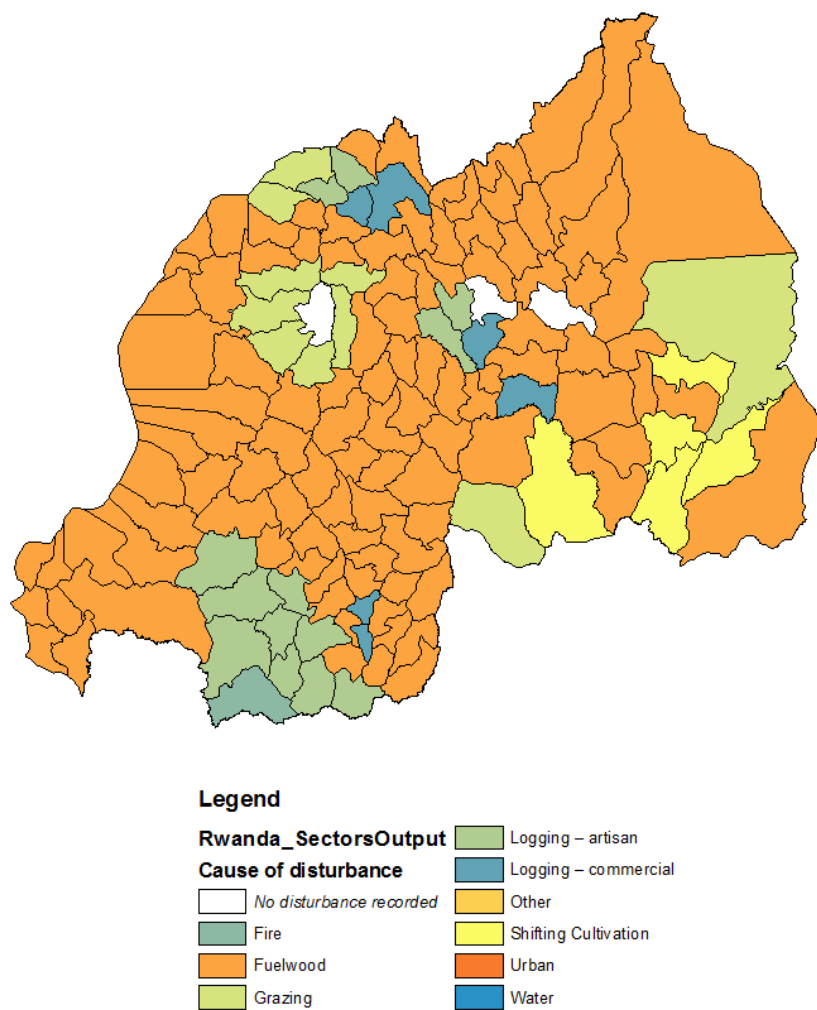 Legend
Rwanda_SectorsOutput
Cause of disturbance
No disturbance recorded
Fire
Fuelwood
Grazing
Logging – artisan
Logging – commercial
Other
Shifting Cultivation
Urban
Water